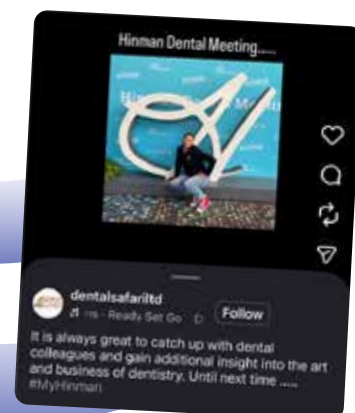 Hinman Dental Meeting.....
dentalsafariltd
Ready Set Go
Follow
It is always great to catch up with dental
colleagues and gain additional insight into the art
and business of dentistry. Until next time .....
#MyHinman